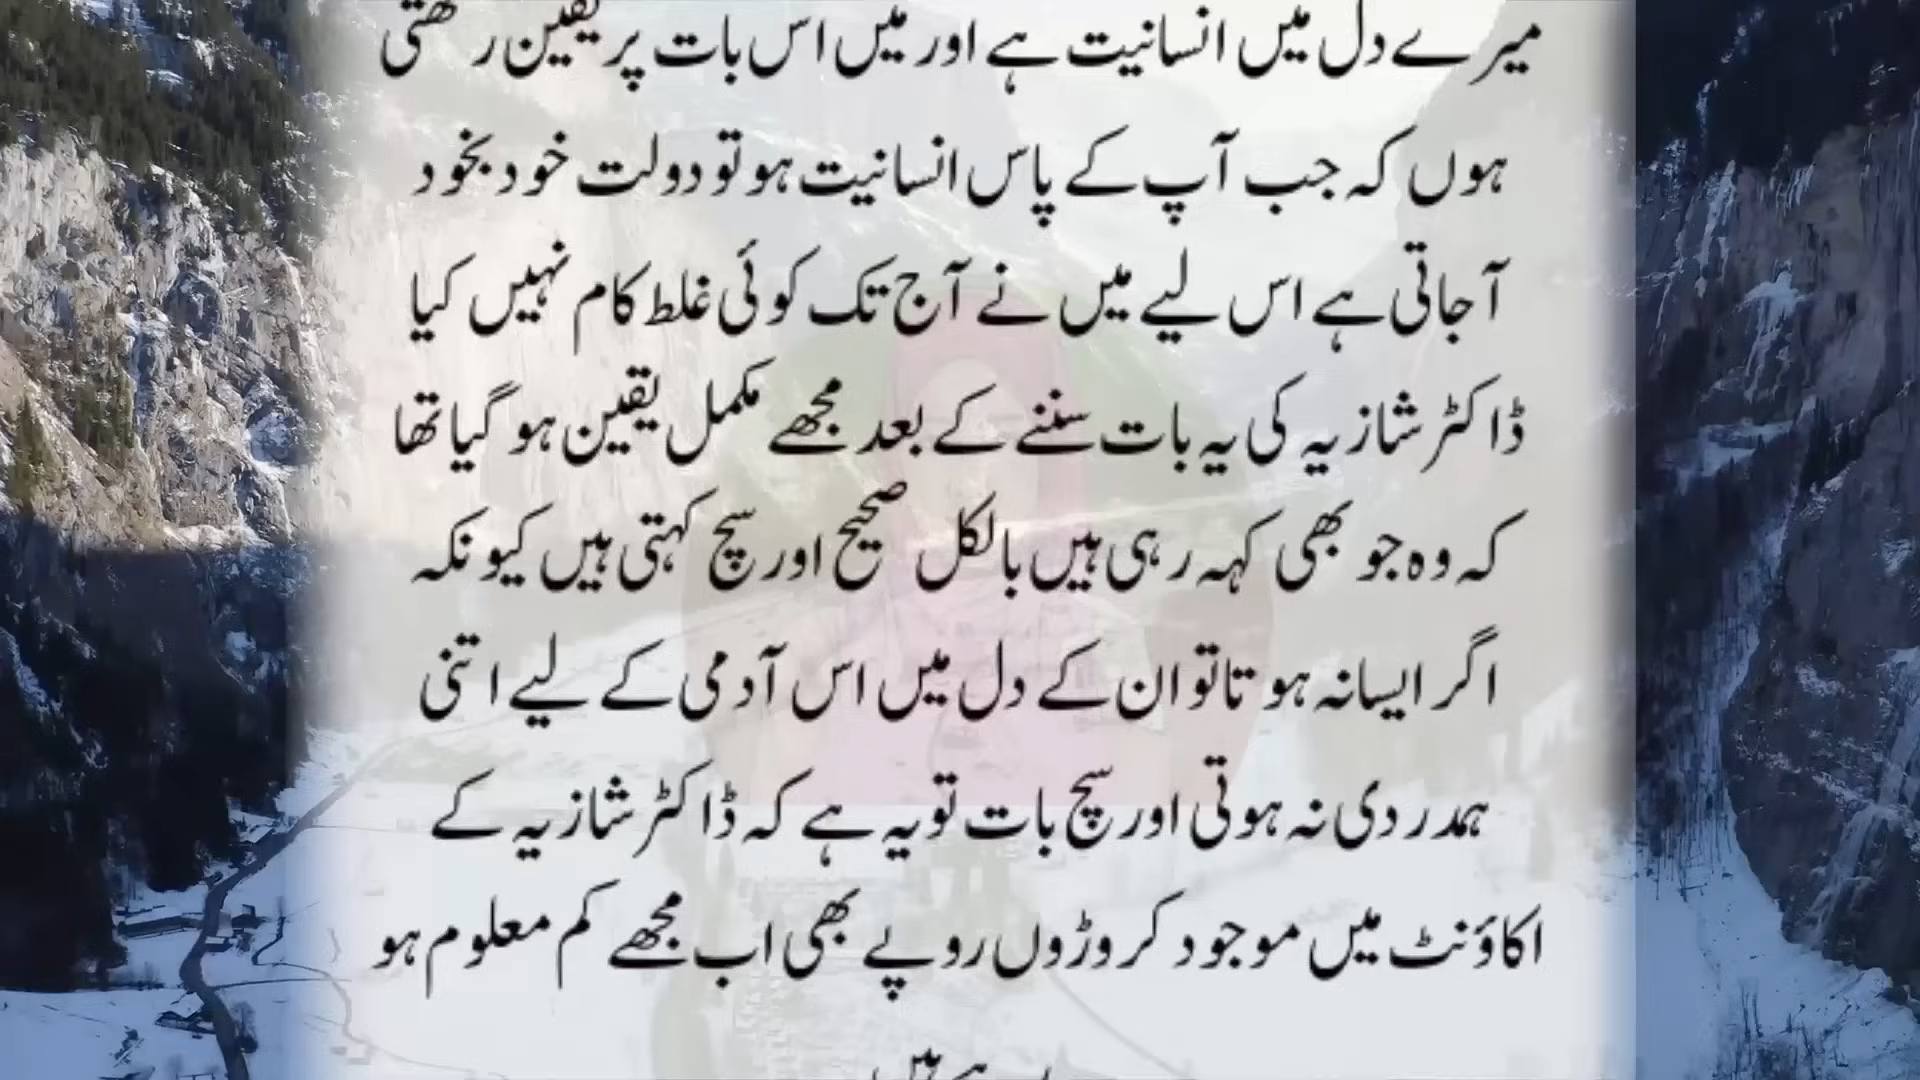 میرے دل میں انسانیت ہے اور میں اس بات پر یقین رکھتی
ہوں کہ جب آپ کے پاس انسانیت ہو تو دولت خود بخود
آجاتی ہے اس لیے میں نے آج تک کوئی غلط کام نہیں کیا
ڈاکٹر شازیہ کی یہ بات سننے کے بعد مجھے مکمل یقین ہو گیا تھا
کہ وہ جو بھی کہہ رہی ہیں بالکل صحیح اور سچ کہتی ہیں کیونکہ
اگر ایسا نہ ہوتا تو ان کے دل میں اس آدمی کے لیے اتنی
ہمدردی نہ ہوتی اور سچ بات تو یہ ہے کہ ڈاکٹر شازیہ کے
اکاؤنٹ میں موجود کروڑوں روپے بھی اب مجھے کم معلوم ہو